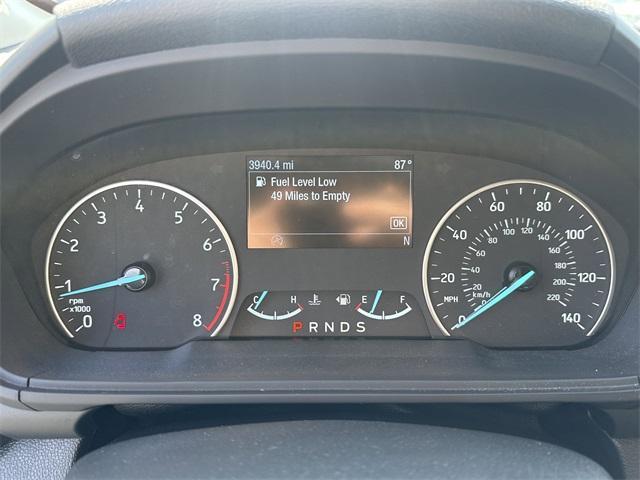 3940.4 mi 87°
Fuel Level Low
49 Miles to Empty
OK
N
0 1 2 3 4 5 6 7 8
rpm
x1000
C H E F
P R N D S
0 20 40 60 80 100 120 140
MPH
0 20 40 60 80 100 120 140 160 180 200 220
km/h